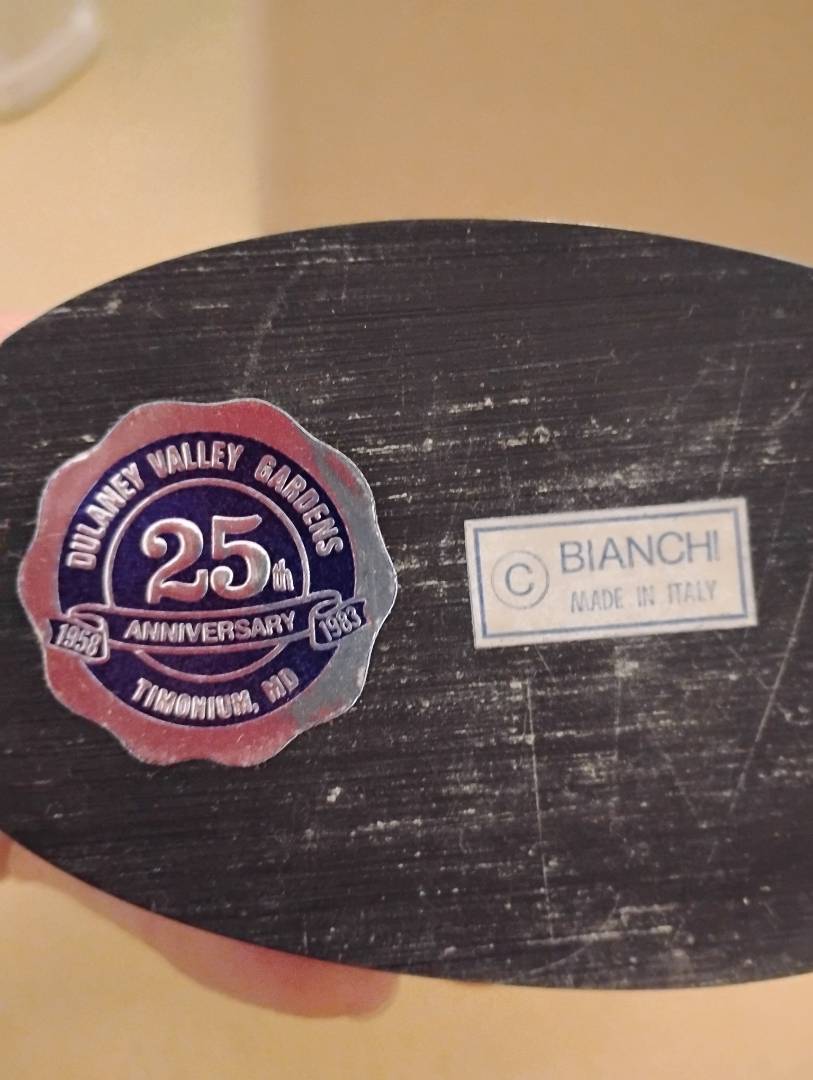 DULANEY VALLEY GARDENS
25th
ANNIVERSARY
1958
1983
TIMONIUM, MD
© BIANCHI
MADE IN ITALY